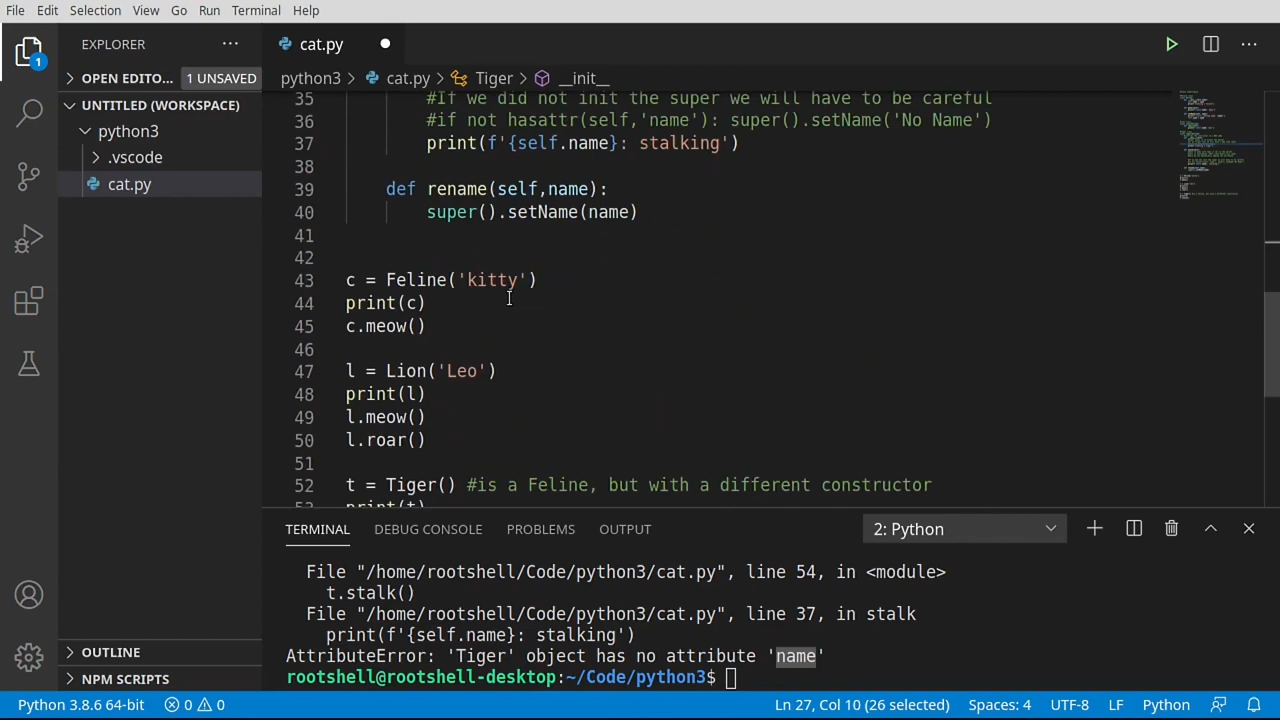 File Edit Selection View Go Run Terminal Help
EXPLORER
cat.py
1
OPEN EDITO... 1 UNSAVED
python3 cat.py Tiger __init__
UNTITLED (WORKSPACE)
python3
.vscode
cat.py
35 #If we did not init the super we will have to be careful
36 #if not hasattr(self,'name'): super().setName('No Name')
37 print(f'{self.name}: stalking')
38
39 def rename(self,name):
40 super().setName(name)
41
42
43 c = Feline('kitty')
44 print(c)
45 c.meow()
46
47 l = Lion('Leo')
48 print(l)
49 l.meow()
50 l.roar()
51
52 t = Tiger() #is a Feline, but with a different constructor
53 print(t)
TERMINAL DEBUG CONSOLE PROBLEMS OUTPUT 2: Python
File "/home/rootshell/Code/python3/cat.py", line 54, in <module>
t.stalk()
File "/home/rootshell/Code/python3/cat.py", line 37, in stalk
print(f'{self.name}: stalking')
AttributeError: 'Tiger' object has no attribute 'name'
rootshell@rootshell-desktop:~/Code/python3$
OUTLINE
NPM SCRIPTS
Python 3.8.6 64-bit 0 0 Ln 27, Col 10 (26 selected) Spaces: 4 UTF-8 LF Python